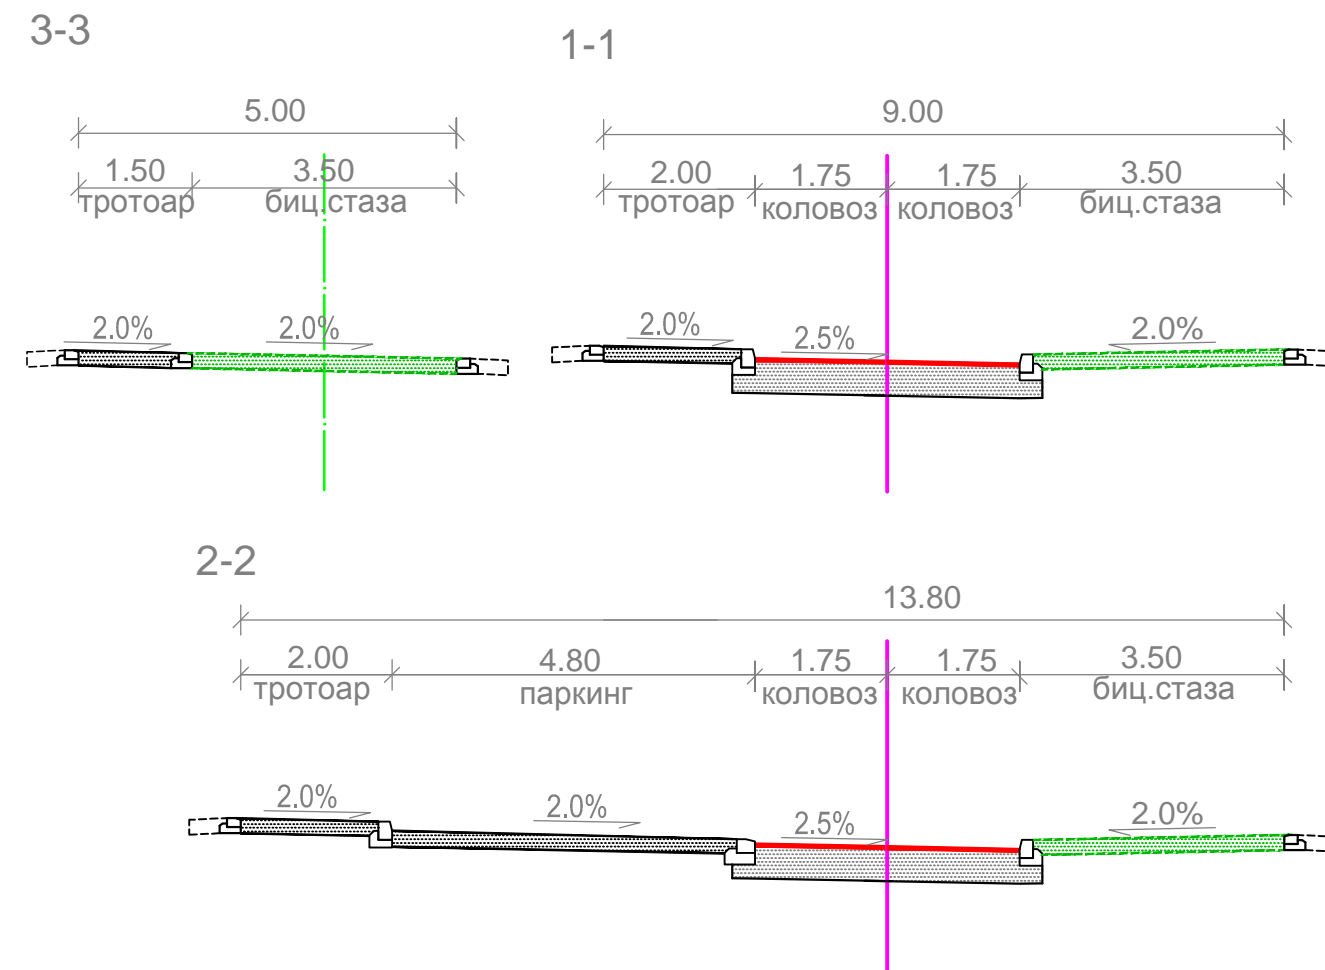 3-3
5.00
1.50 3.50
тротоар биц.стаза
2.0% 2.0%
1-1
9.00
2.00 1.75 1.75 3.50
тротоар коловоз коловоз биц.стаза
2.0% 2.5% 2.0%
2-2
13.80
2.00 4.80 1.75 1.75 3.50
тротоар паркинг коловоз коловоз биц.стаза
2.0% 2.0% 2.5% 2.0%